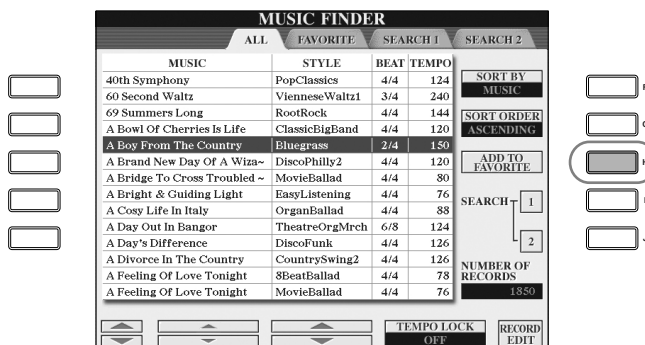 MUSIC FINDER
ALL FAVORITE SEARCH 1 SEARCH 2
MUSIC STYLE BEAT TEMPO
40th Symphony PopClassics 4/4 124
60 Second Waltz VienneseWaltz1 3/4 240
69 Summers Long RootRock 4/4 144
A Bowl Of Cherries Is Life ClassicBigBand 4/4 120
A Boy From The Country Bluegrass 2/4 150
A Brand New Day Of A Wiza~ DiscoPhilly2 4/4 120
A Bridge To Cross Troubled ~ MovieBallad 4/4 80
A Bright & Guiding Light EasyListening 4/4 76
A Cosy Life In Italy OrganBallad 4/4 88
A Day Out In Bangor TheatreOrgMrch 6/8 124
A Day's Difference DiscoFunk 4/4 126
A Divorce In The Country CountrySwing2 4/4 126
A Feeling Of Love Tonight 8BeatBallad 4/4 78
A Feeling Of Love Tonight MovieBallad 4/4 76
SORT BY
MUSIC
SORT ORDER
ASCENDING
ADD TO
FAVORITE
SEARCH 1
2
NUMBER OF
RECORDS
1850
TEMPO LOCK
OFF
RECORD
EDIT